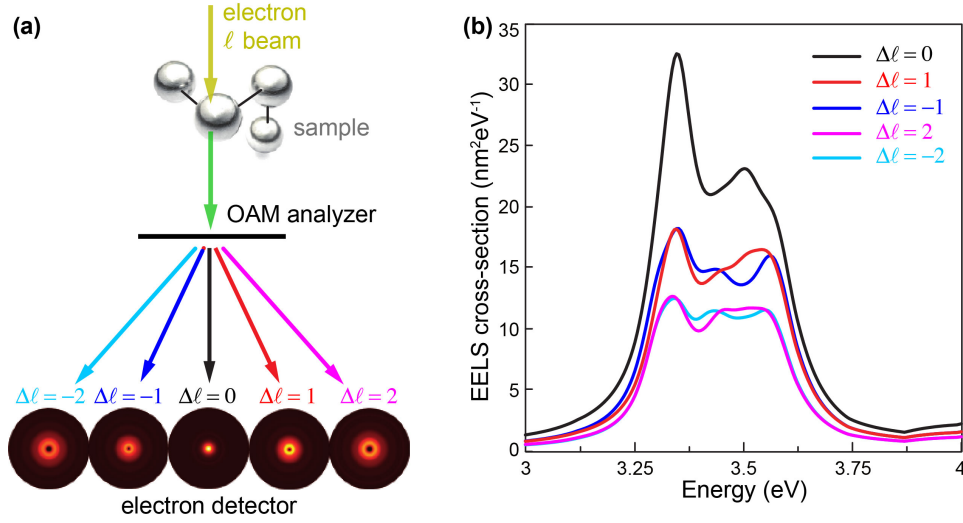 (a)
electron
ℓ beam
sample
OAM analyzer
Δℓ = −2 Δℓ = −1 Δℓ = 0 Δℓ = 1 Δℓ = 2
electron detector
(b)
EELS cross-section (nm²eV⁻¹)
35
30
25
20
15
10
5
0
3 3.25 3.5 3.75 4
Energy (eV)
Δℓ = 0
Δℓ = 1
Δℓ = −1
Δℓ = 2
Δℓ = −2